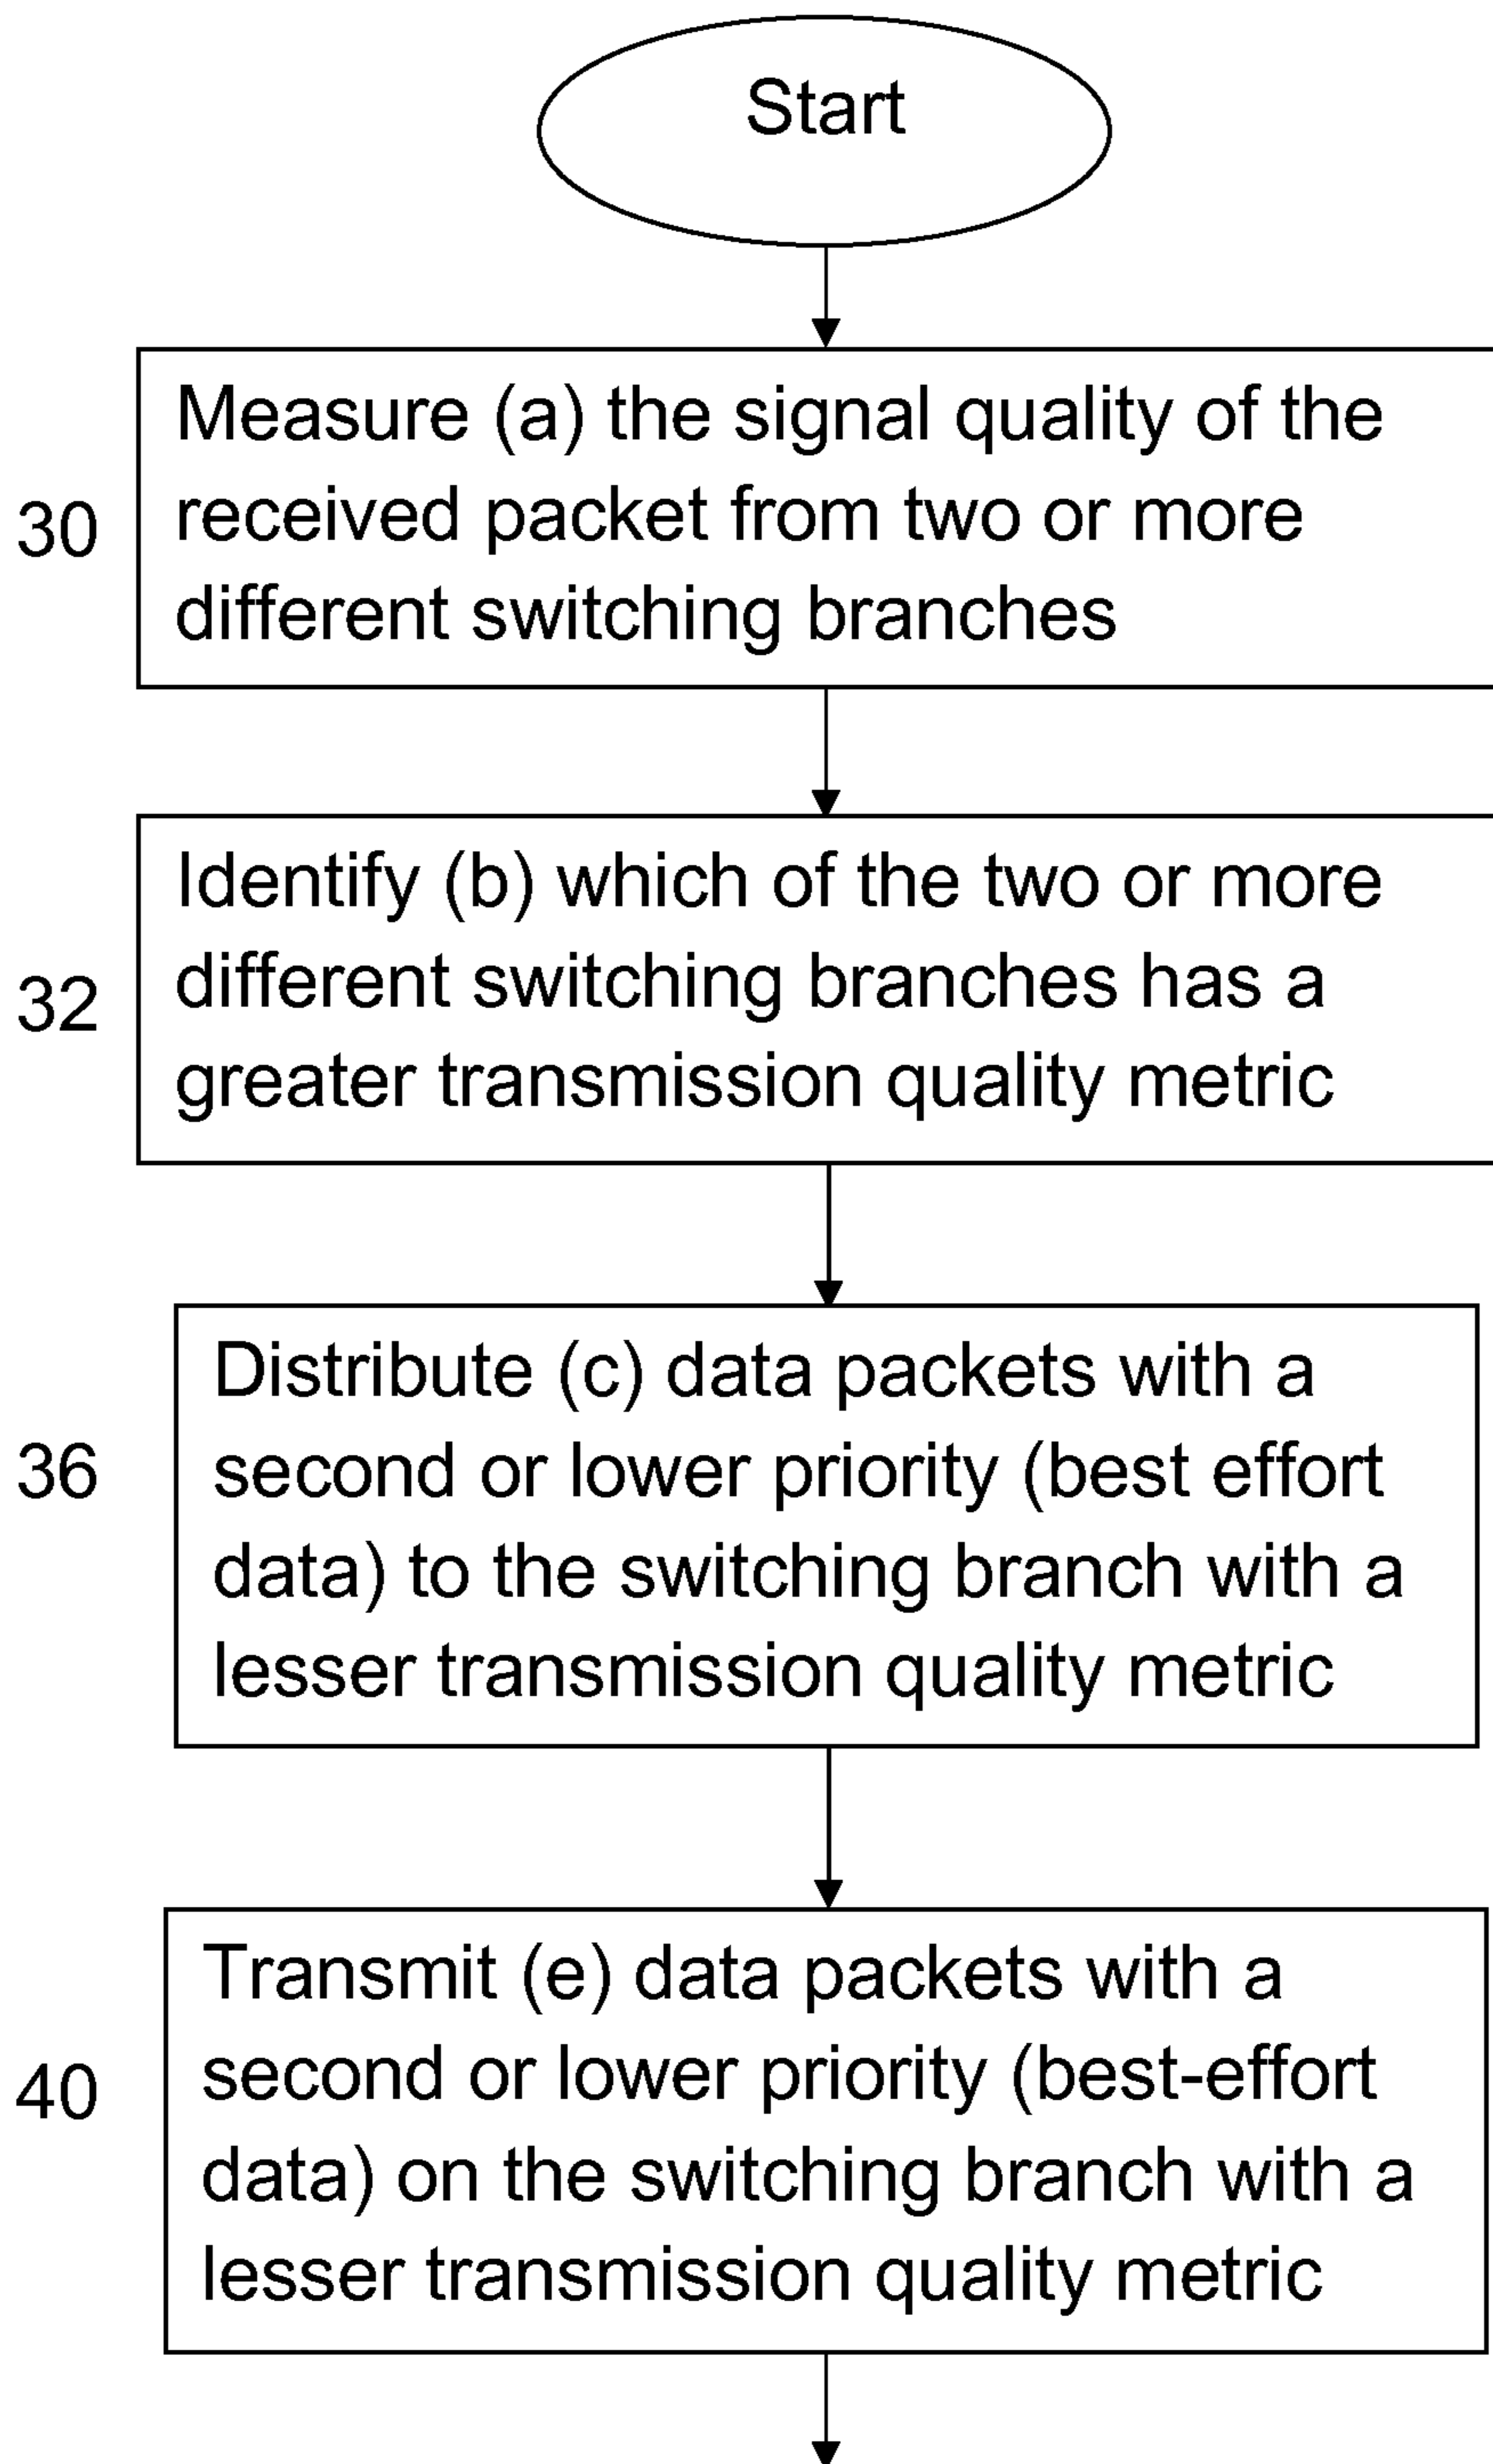 Start
Measure (a) the signal quality of the
30
received packet from two or more
different switching branches
Identify (b) which of the two or more
32
different switching branches has a
greater transmission quality metric
Distribute (c) data packets with a
36
second or lower priority (best effort
data) to the switching branch with a
lesser transmission quality metric
Transmit (e) data packets with a
40
second or lower priority (best-effort
data) on the switching branch with a
lesser transmission quality metric